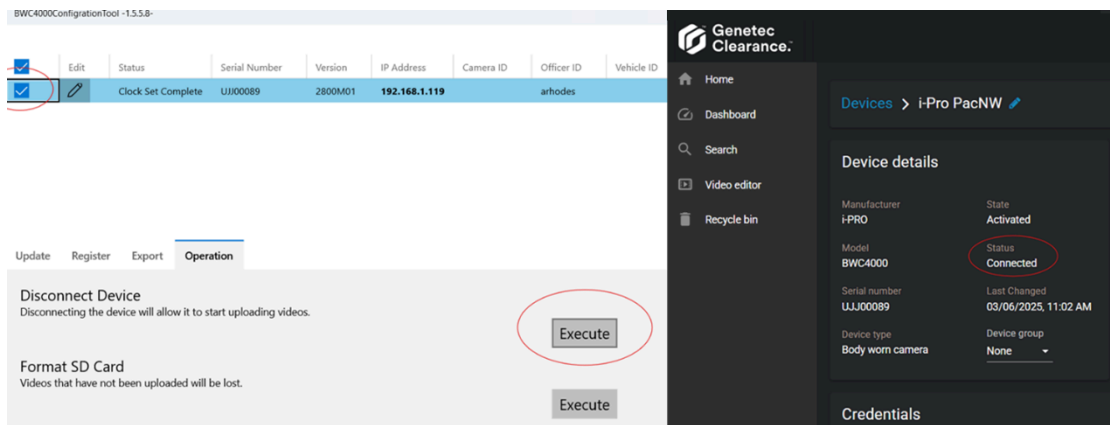 BWC4000ConfigrationTool -1.5.5.8-
Edit Status Serial Number Version IP Address Camera ID Officer ID Vehicle ID
Clock Set Complete UJJ00089 2800M01 192.168.1.119 arhodes
Update Register Export Operation
Disconnect Device
Disconnecting the device will allow it to start uploading videos.
Execute
Format SD Card
Videos that have not been uploaded will be lost.
Execute
Genetec
Clearance.
Home
Dashboard
Search
Video editor
Recycle bin
Devices > i-Pro PacNW
Device details
Manufacturer State
i-PRO Activated
Model Status
BWC4000 Connected
Serial number Last Changed
UJJ00089 03/06/2025, 11:02 AM
Device type Device group
Body worn camera None
Credentials